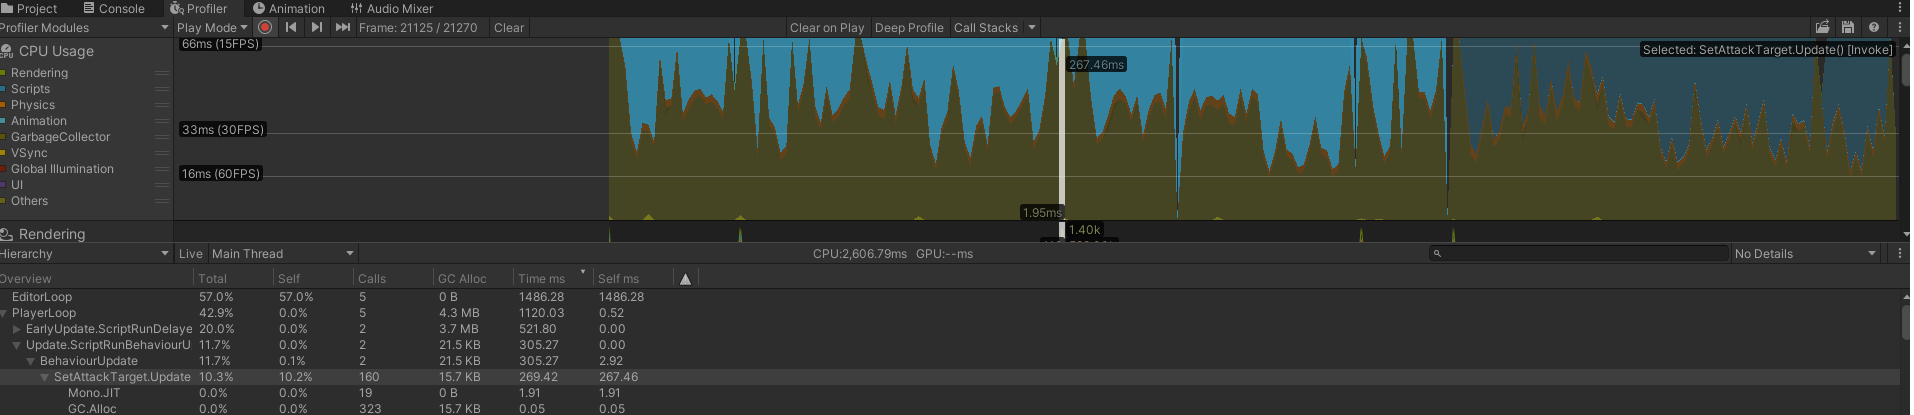 Project Console Profiler Animation Audio Mixer
Profiler Modules Play Mode Frame: 21125 / 21270 Clear Clear on Play Deep Profile Call Stacks
CPU Usage
Rendering
Scripts
Physics
Animation
GarbageCollector
VSync
Global Illumination
UI
Others
66ms (15FPS)
33ms (30FPS)
16ms (60FPS)
Selected: SetAttackTarget.Update() [Invoke]
267.46ms
1.95ms
1.40k
Rendering
Hierarchy Live Main Thread CPU:2,606.79ms GPU:--ms No Details
Overview Total Self Calls GC Alloc Time ms Self ms
EditorLoop 57.0% 57.0% 5 0 B 1486.28 1486.28
PlayerLoop 42.9% 0.0% 5 4.3 MB 1120.03 0.52
EarlyUpdate.ScriptRunDelaye 20.0% 0.0% 2 3.7 MB 521.80 0.00
Update.ScriptRunBehaviourU 11.7% 0.0% 2 21.5 KB 305.27 0.00
BehaviourUpdate 11.7% 0.1% 2 21.5 KB 305.27 2.92
SetAttackTarget.Update 10.3% 10.2% 160 15.7 KB 269.42 267.46
Mono.JIT 0.0% 0.0% 19 0 B 1.91 1.91
GC.Alloc 0.0% 0.0% 323 15.7 KB 0.05 0.05